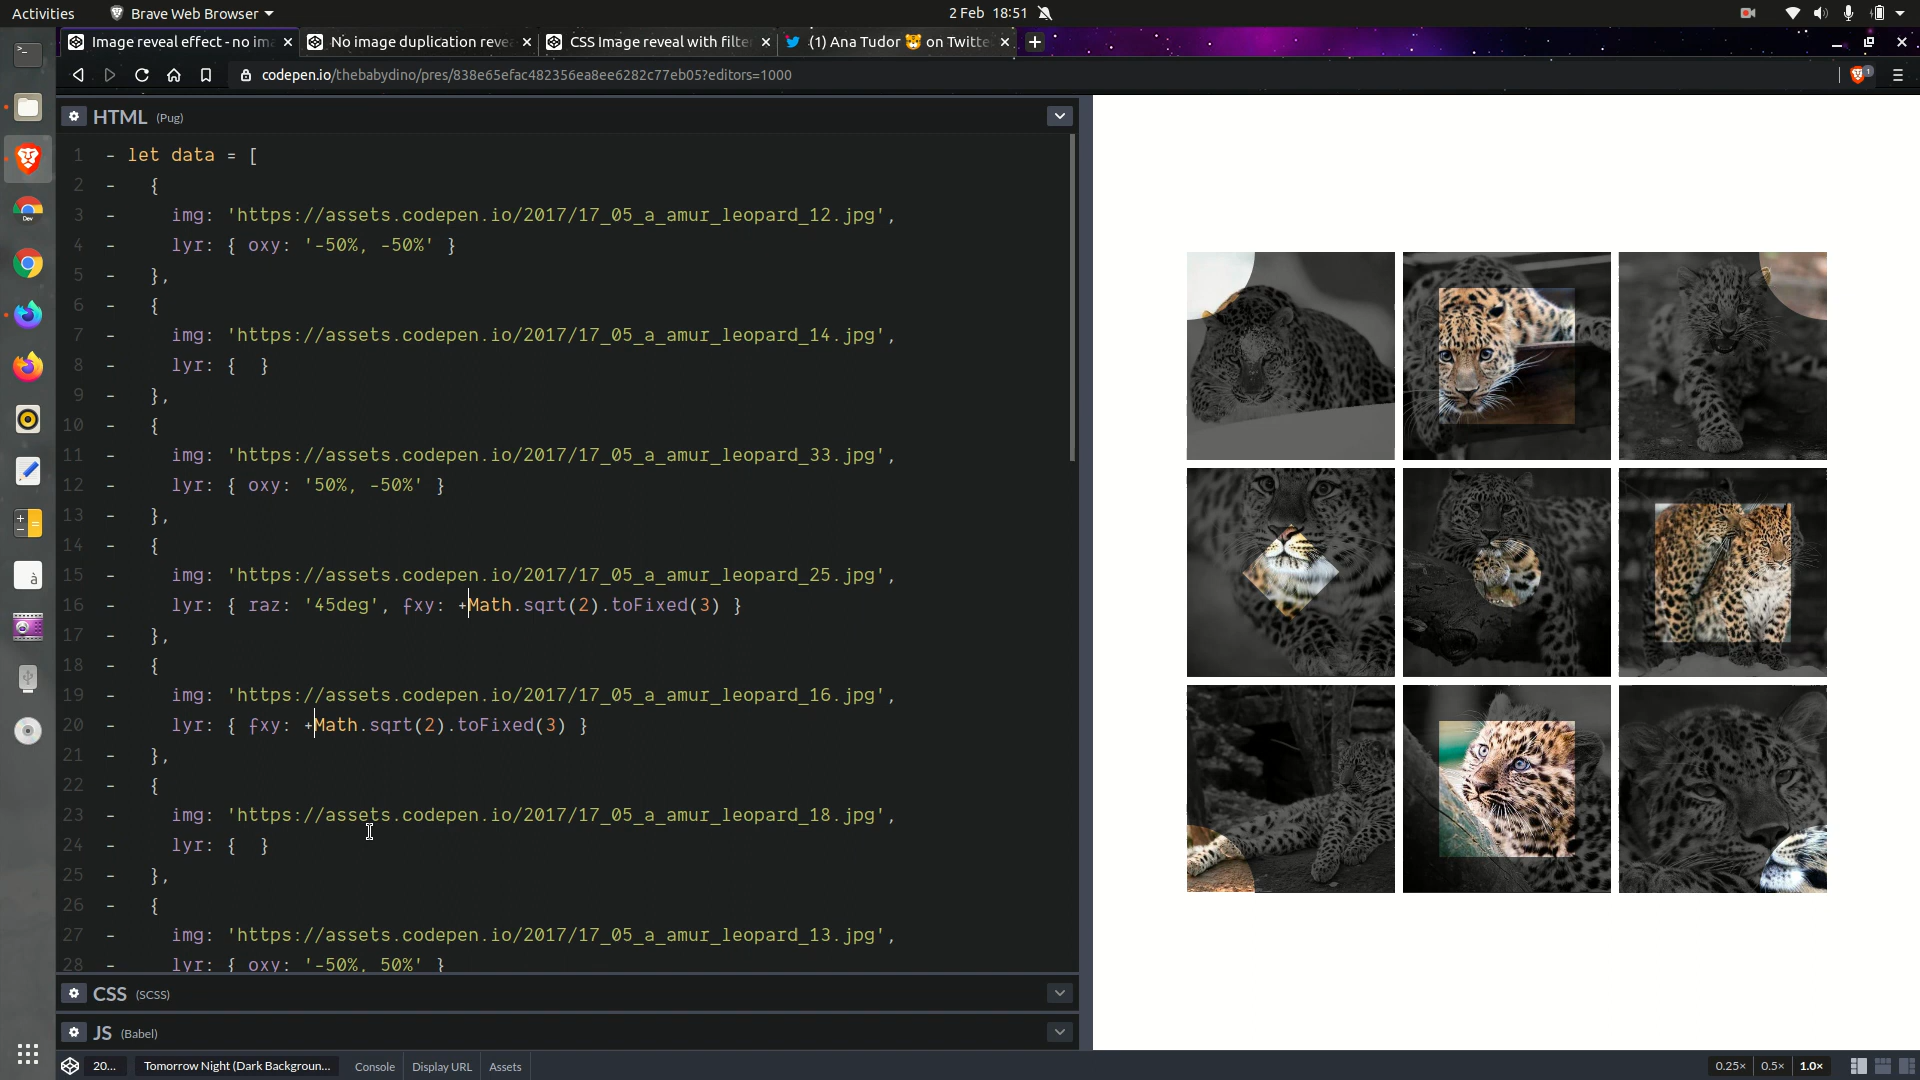 Activities
Brave Web Browser
2 Feb 18:51
Image reveal effect - no im
No image duplication reve
CSS Image reveal with filte
(1) Ana Tudor 🐯 on Twitte
codepen.io/thebabydino/pres/838e65efac482356ea8ee6282c77eb05?editors=1000
HTML (Pug)
1 - let data = [
2 - {
3 - img: 'https://assets.codepen.io/2017/17_05_a_amur_leopard_12.jpg',
4 - lyr: { oxy: '-50%, -50%' }
5 - },
6 - {
7 - img: 'https://assets.codepen.io/2017/17_05_a_amur_leopard_14.jpg',
8 - lyr: {  }
9 - },
10 - {
11 - img: 'https://assets.codepen.io/2017/17_05_a_amur_leopard_33.jpg',
12 - lyr: { oxy: '50%, -50%' }
13 - },
14 - {
15 - img: 'https://assets.codepen.io/2017/17_05_a_amur_leopard_25.jpg',
16 - lyr: { raz: '45deg', fxy: +Math.sqrt(2).toFixed(3) }
17 - },
18 - {
19 - img: 'https://assets.codepen.io/2017/17_05_a_amur_leopard_16.jpg',
20 - lyr: { fxy: +Math.sqrt(2).toFixed(3) }
21 - },
22 - {
23 - img: 'https://assets.codepen.io/2017/17_05_a_amur_leopard_18.jpg',
24 - lyr: {  }
25 - },
26 - {
27 - img: 'https://assets.codepen.io/2017/17_05_a_amur_leopard_13.jpg',
28 - lyr: { oxy: '-50%, 50%' }
CSS (SCSS)
JS (Babel)
20... Tomorrow Night (Dark Backgroun... Console Display URL Assets
0.25× 0.5× 1.0×